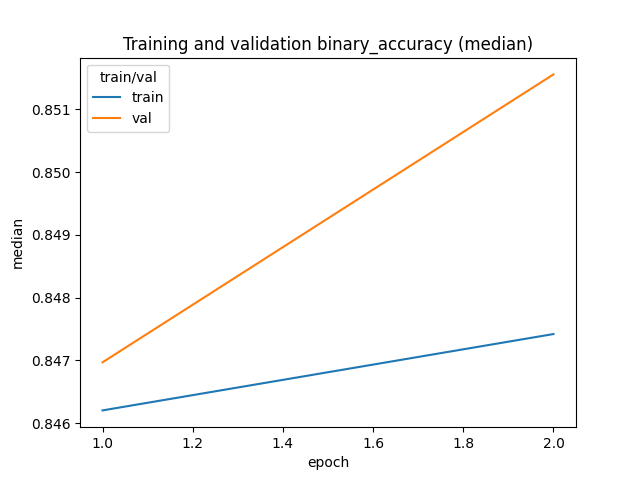 Training and validation binary_accuracy (median)
train/val
train
val
0.851
0.850
0.849
0.848
0.847
0.846
median
1.0 1.2 1.4 1.6 1.8 2.0
epoch